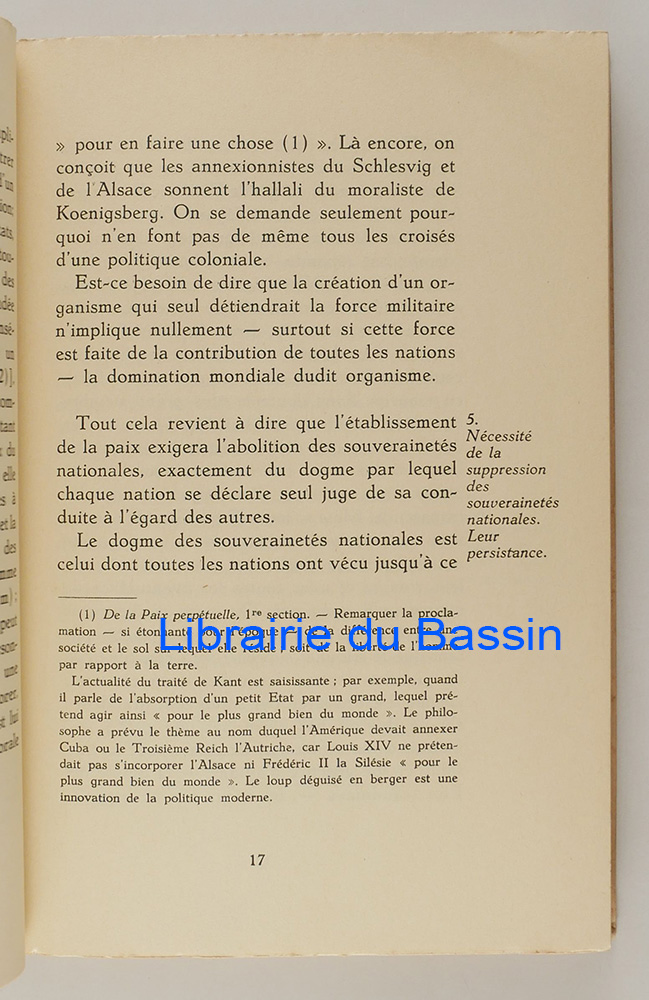 » pour en faire une chose (1) ». Là encore, on
conçoit que les annexionnistes du Schlesvig et
de l'Alsace sonnent l'hallali du moraliste de
Koenigsberg. On se demande seulement pour-
quoi n'en font pas de même tous les croisés
d'une politique coloniale.
Est-ce besoin de dire que la création d'un or-
ganisme qui seul détiendrait la force militaire
n'implique nullement — surtout si cette force
est faite de la contribution de toutes les nations
— la domination mondiale dudit organisme.
Tout cela revient à dire que l'établissement
de la paix exigera l'abolition des souverainetés
nationales, exactement du dogme par lequel
chaque nation se déclare seul juge de sa con-
duite à l'égard des autres.
Le dogme des souverainetés nationales est
celui dont toutes les nations ont vécu jusqu'à ce
5.
Nécessité
de la
suppression
des
souverainetés
nationales.
Leur
persistance.
(1) De la Paix perpétuelle, 1re section. — Remarquer la procla-
mation — si étonnante pour l'époque — de la différence entre une
société et le sol sur lequel elle réside, soit de la liberté de l'homme
par rapport à la terre.
L'actualité du traité de Kant est saisissante ; par exemple, quand
il parle de l'absorption d'un petit Etat par un grand, lequel pré-
tend agir ainsi « pour le plus grand bien du monde ». Le philo-
sophe a prévu le thème au nom duquel l'Amérique devait annexer
Cuba ou le Troisième Reich l'Autriche, car Louis XIV ne préten-
dait pas s'incorporer l'Alsace ni Frédéric II la Silésie « pour le
plus grand bien du monde ». Le loup déguisé en berger est une
innovation de la politique moderne.
17
Librairie du Bassin